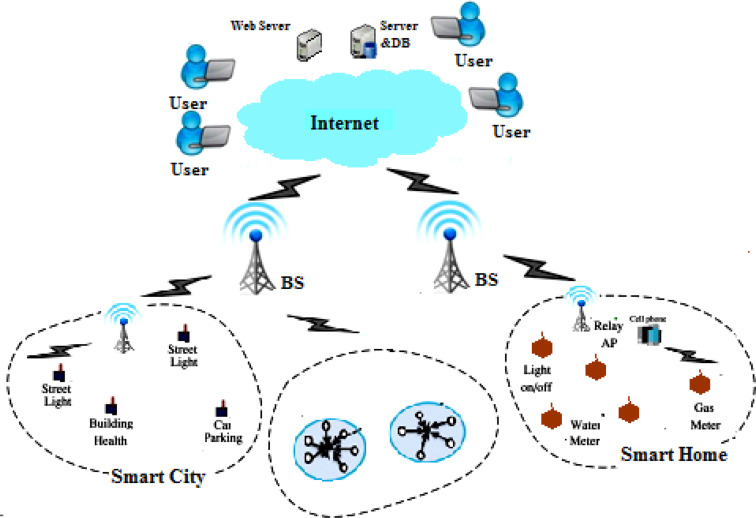 Web Sever
Server
&DB
User
User
Internet
User
User
BS
BS
Cell phone
Relay
AP
Street
Light
Light
on/off
Street
Light
Building
Health
Car
Parking
Water
Meter
Gas
Meter
Smart City
Smart Home